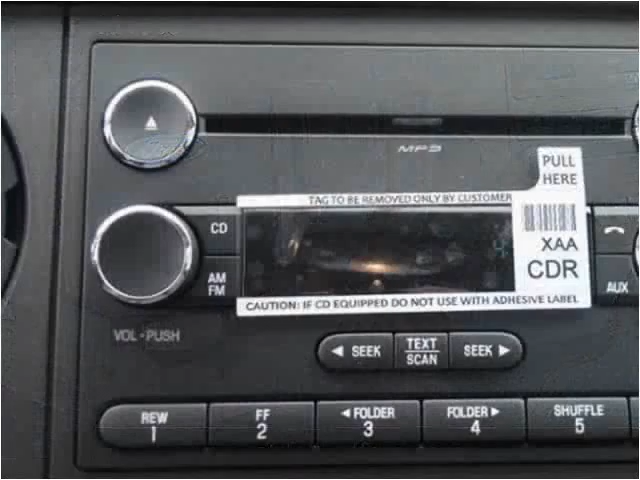 MP3
PULL
HERE
TAG TO BE REMOVED ONLY BY CUSTOMER
XAA
CDR
CD
AM
FM
AUX
CAUTION: IF CD EQUIPPED DO NOT USE WITH ADHESIVE LABEL
VOL - PUSH
◄ SEEK
TEXT
SCAN
SEEK ►
REW
1
FF
2
◄ FOLDER
3
FOLDER ►
4
SHUFFLE
5